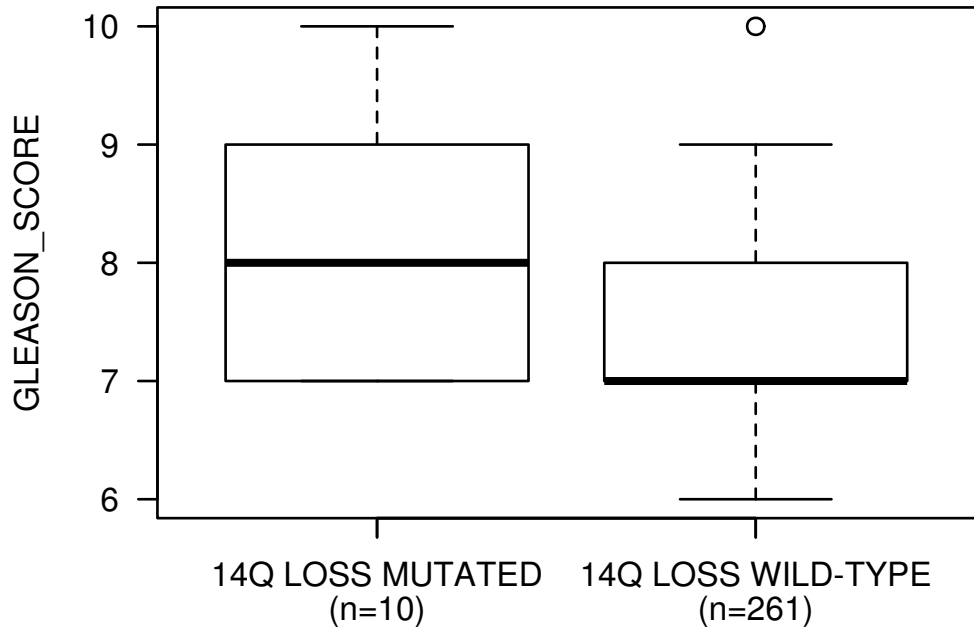 GLEASON_SCORE
10
9
8
7
6
14Q LOSS MUTATED
(n=10)
14Q LOSS WILD-TYPE
(n=261)